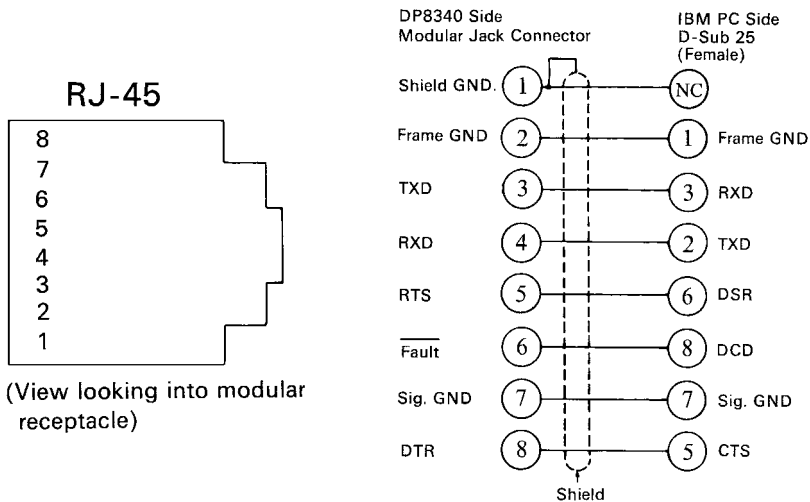 RJ-45
8
7
6
5
4
3
2
1
(View looking into modular
receptacle)
DP8340 Side
Modular Jack Connector
IBM PC Side
D-Sub 25
(Female)
Shield GND. 1 NC
Frame GND 2 1 Frame GND
TXD 3 3 RXD
RXD 4 2 TXD
RTS 5 6 DSR
Fault 6 8 DCD
Sig. GND 7 7 Sig. GND
DTR 8 5 CTS
Shield